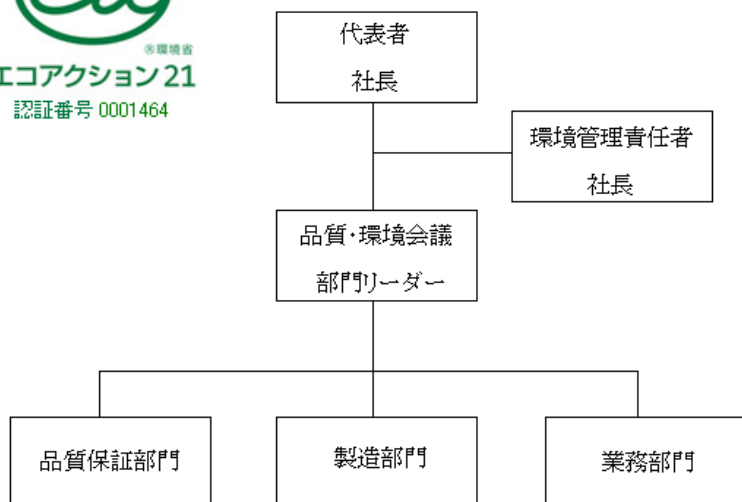 ®環境省
エコアクション21
認証番号 0001464
代表者
社長
環境管理責任者
社長
品質・環境会議
部門リーダー
品質保証部門
製造部門
業務部門